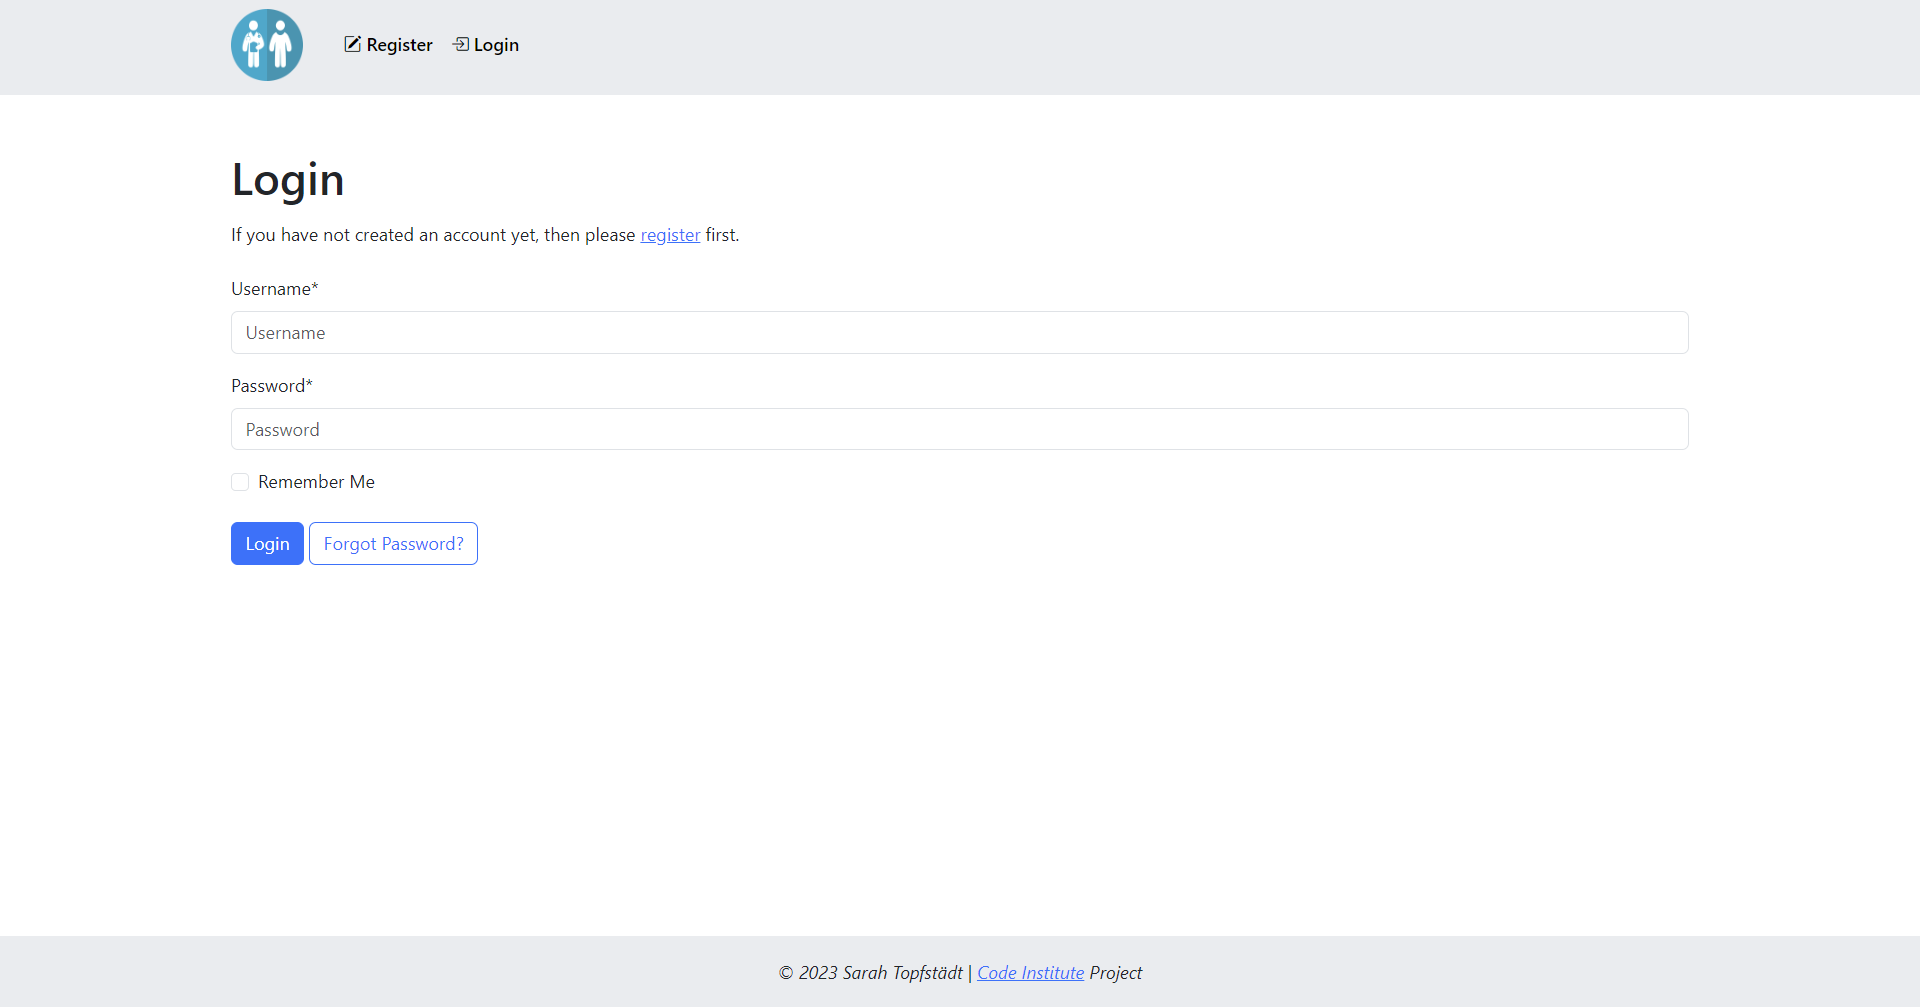 Register Login
Login
If you have not created an account yet, then please register first.
Username*
Username
Password*
Password
Remember Me
Login Forgot Password?
© 2023 Sarah Topfstädt | Code Institute Project